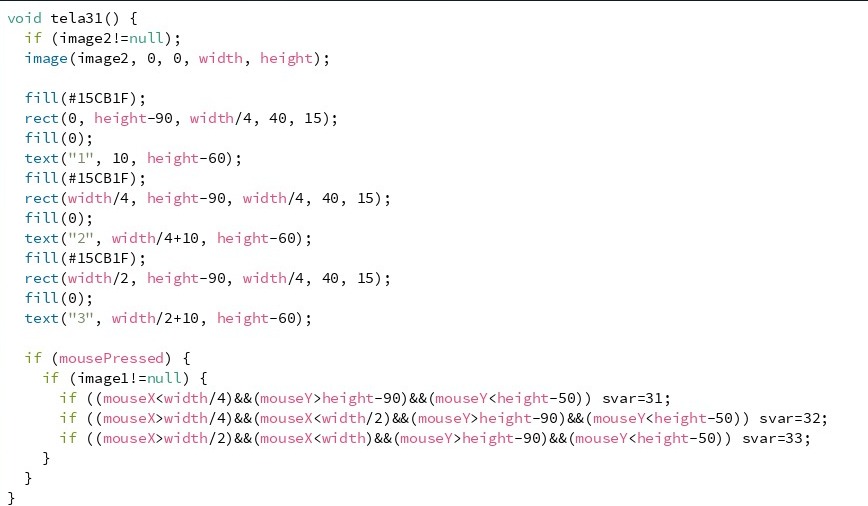 void tela31() {
  if (image2!=null);
  image(image2, 0, 0, width, height);

  fill(#15CB1F);
  rect(0, height-90, width/4, 40, 15);
  fill(0);
  text("1", 10, height-60);
  fill(#15CB1F);
  rect(width/4, height-90, width/4, 40, 15);
  fill(0);
  text("2", width/4+10, height-60);
  fill(#15CB1F);
  rect(width/2, height-90, width/4, 40, 15);
  fill(0);
  text("3", width/2+10, height-60);

  if (mousePressed) {
    if (image1!=null) {
      if ((mouseX<width/4)&&(mouseY>height-90)&&(mouseY<height-50)) svar=31;
      if ((mouseX>width/4)&&(mouseX<width/2)&&(mouseY>height-90)&&(mouseY<height-50)) svar=32;
      if ((mouseX>width/2)&&(mouseX<width)&&(mouseY>height-90)&&(mouseY<height-50)) svar=33;
    }
  }
}